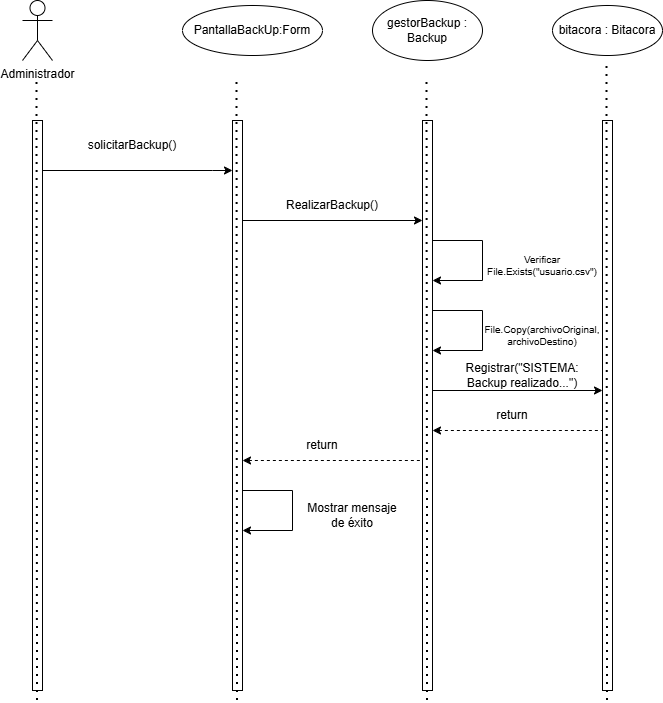 Administrador
PantallaBackUp:Form
gestorBackup :
Backup
bitacora : Bitacora
solicitarBackup()
RealizarBackup()
Verificar
File.Exists("usuario.csv")
File.Copy(archivoOriginal,
archivoDestino)
Registrar("SISTEMA:
Backup realizado...")
return
return
Mostrar mensaje
de éxito